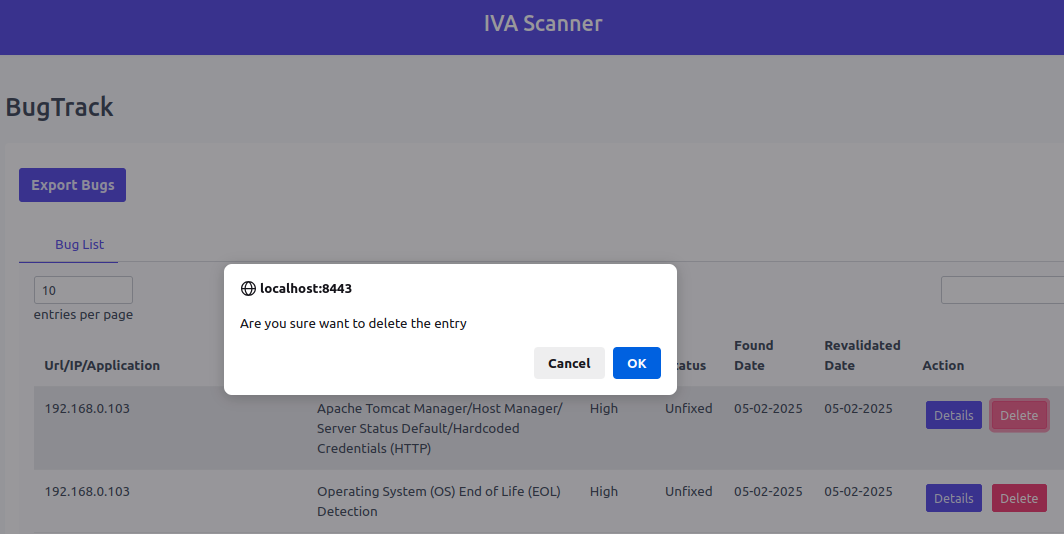 IVA Scanner
BugTrack
Export Bugs
Bug List
10
entries per page
localhost:8443
Are you sure want to delete the entry
Cancel
OK
Url/IP/Application
atus
Found
Date
Revalidated
Date
Action
192.168.0.103
Apache Tomcat Manager/Host Manager/
Server Status Default/Hardcoded
Credentials (HTTP)
High
Unfixed
05-02-2025
05-02-2025
Details
Delete
192.168.0.103
Operating System (OS) End of Life (EOL)
Detection
High
Unfixed
05-02-2025
05-02-2025
Details
Delete